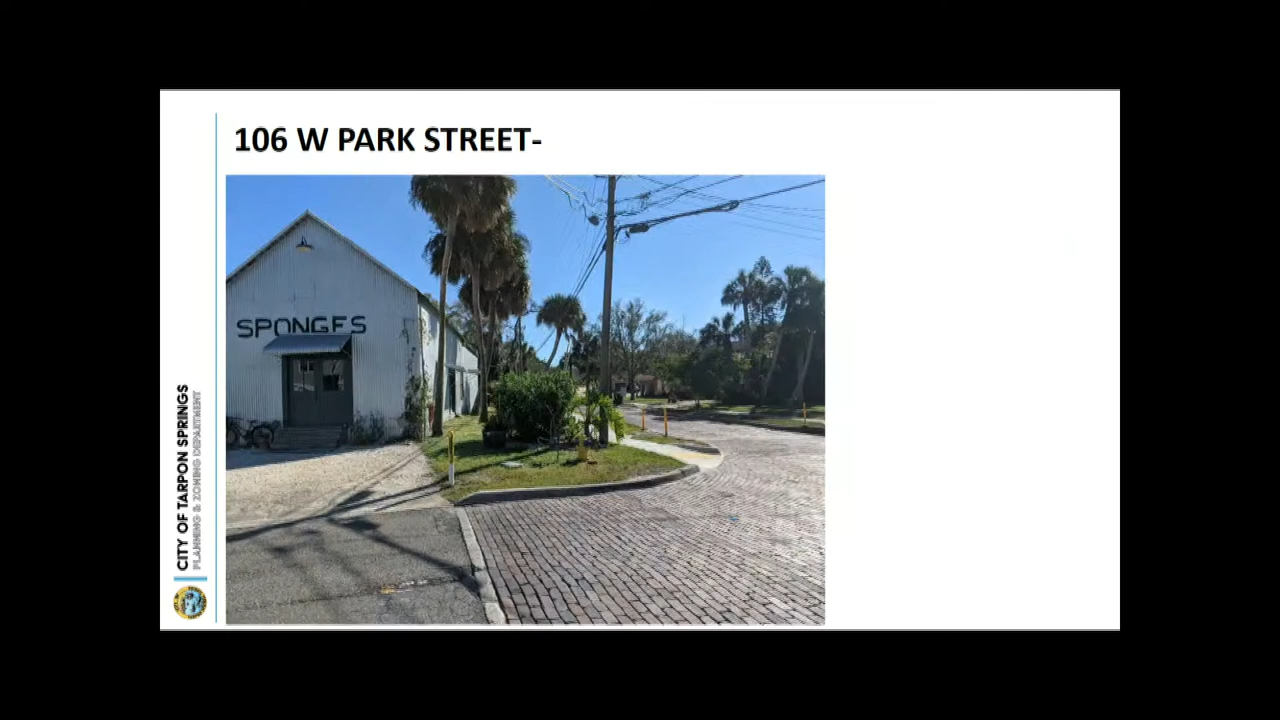 106 W PARK STREET-
SPONGES
CITY OF TARPON SPRINGS
PLANNING & ZONING DEPARTMENT